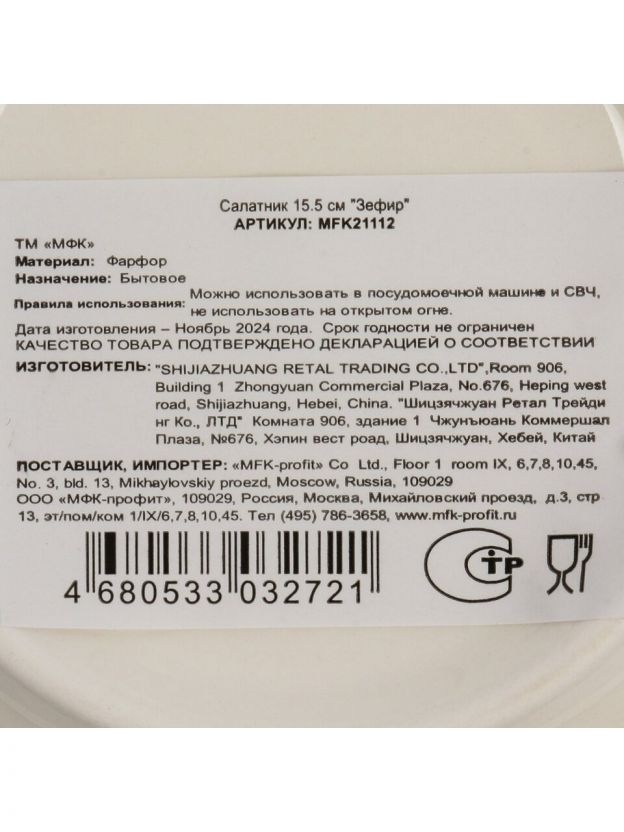 Салатник 15.5 см "Зефир"
АРТИКУЛ: MFK21112
ТМ «МФК»
Материал: Фарфор
Назначение: Бытовое
Правила использования: Можно использовать в посудомоечной машине и СВЧ,
не использовать на открытом огне.
Дата изготовления – Ноябрь 2024 года. Срок годности не ограничен
КАЧЕСТВО ТОВАРА ПОДТВЕРЖДЕНО ДЕКЛАРАЦИЕЙ О СООТВЕТСТВИИ
ИЗГОТОВИТЕЛЬ: "SHIJIAZHUANG RETAL TRADING CO.,LTD",Room 906,
Building 1 Zhongyuan Commercial Plaza, No.676, Heping west
road, Shijiazhuang, Hebei, China. "Шицзячжуан Ретал Трейди
нг Ко., ЛТД" Комната 906, здание 1 Чжунъюань Коммершал
Плаза, №676, Хэпин вест роад, Шицзячжуан, Хебей, Китай
ПОСТАВЩИК, ИМПОРТЕР: «MFK-profit» Co Ltd., Floor 1 room IX, 6,7,8,10,45,
No. 3, bld. 13, Mikhaylovskiy proezd, Moscow, Russia, 109029
ООО «МФК-профит», 109029, Россия, Москва, Михайловский проезд, д.3, стр
13, эт/пом/ком 1/IX/6,7,8,10,45. Тел (495) 786-3658, www.mfk-profit.ru
4 680533 032721
СТР